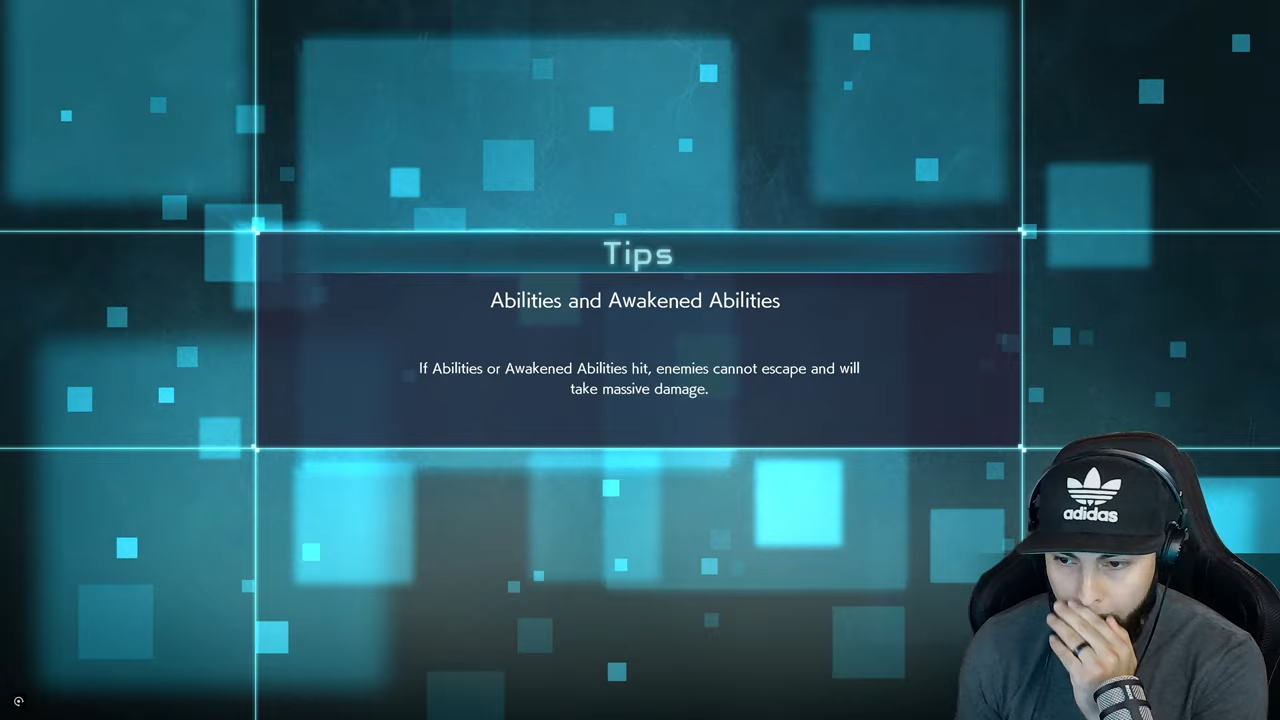 Tips
Abilities and Awakened Abilities
If Abilities or Awakened Abilities hit, enemies cannot escape and will
take massive damage.
adidas